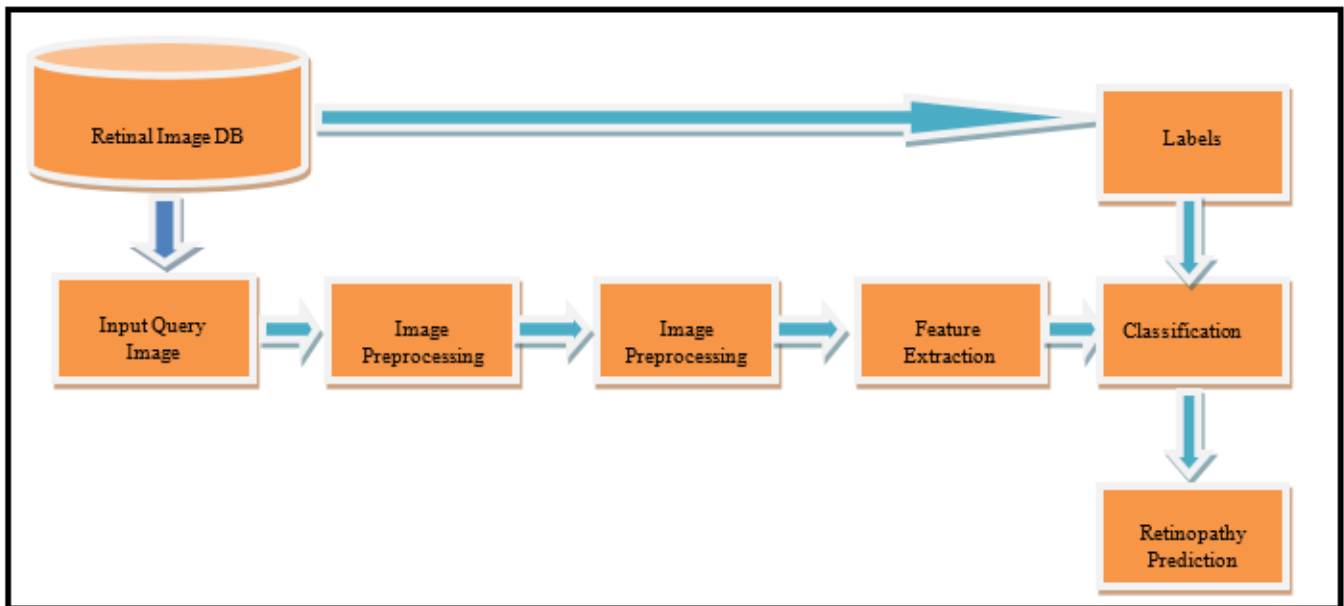 Retinal Image DB
Labels
Input Query
Image
Image
Preprocessing
Image
Preprocessing
Feature
Extraction
Classification
Retinopathy
Prediction